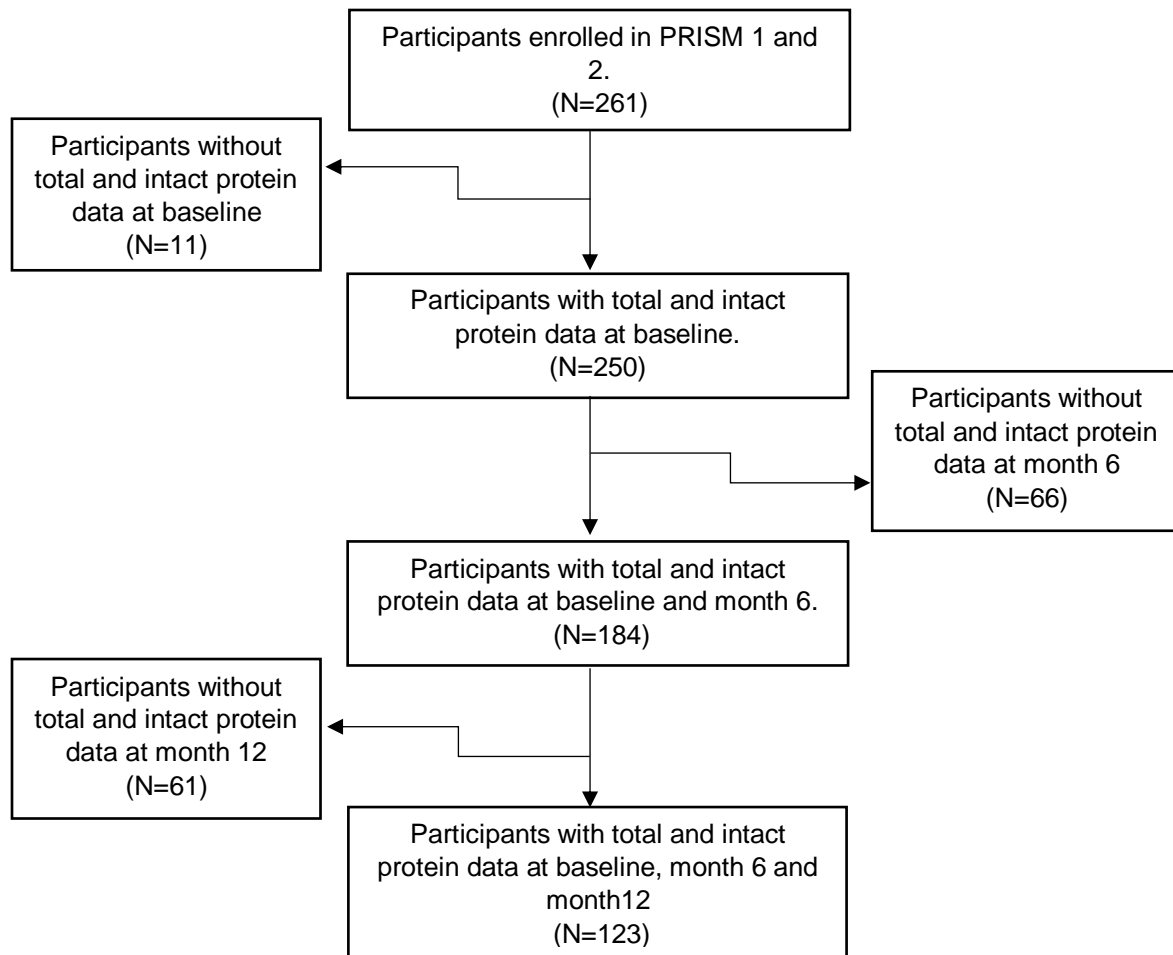 Participants enrolled in PRISM 1 and
2.
(N=261)
Participants without
total and intact protein
data at baseline
(N=11)
Participants with total and intact
protein data at baseline.
(N=250)
Participants without
total and intact protein
data at month 6
(N=66)
Participants with total and intact
protein data at baseline and month 6.
(N=184)
Participants without
total and intact protein
data at month 12
(N=61)
Participants with total and intact
protein data at baseline, month 6 and
month12
(N=123)